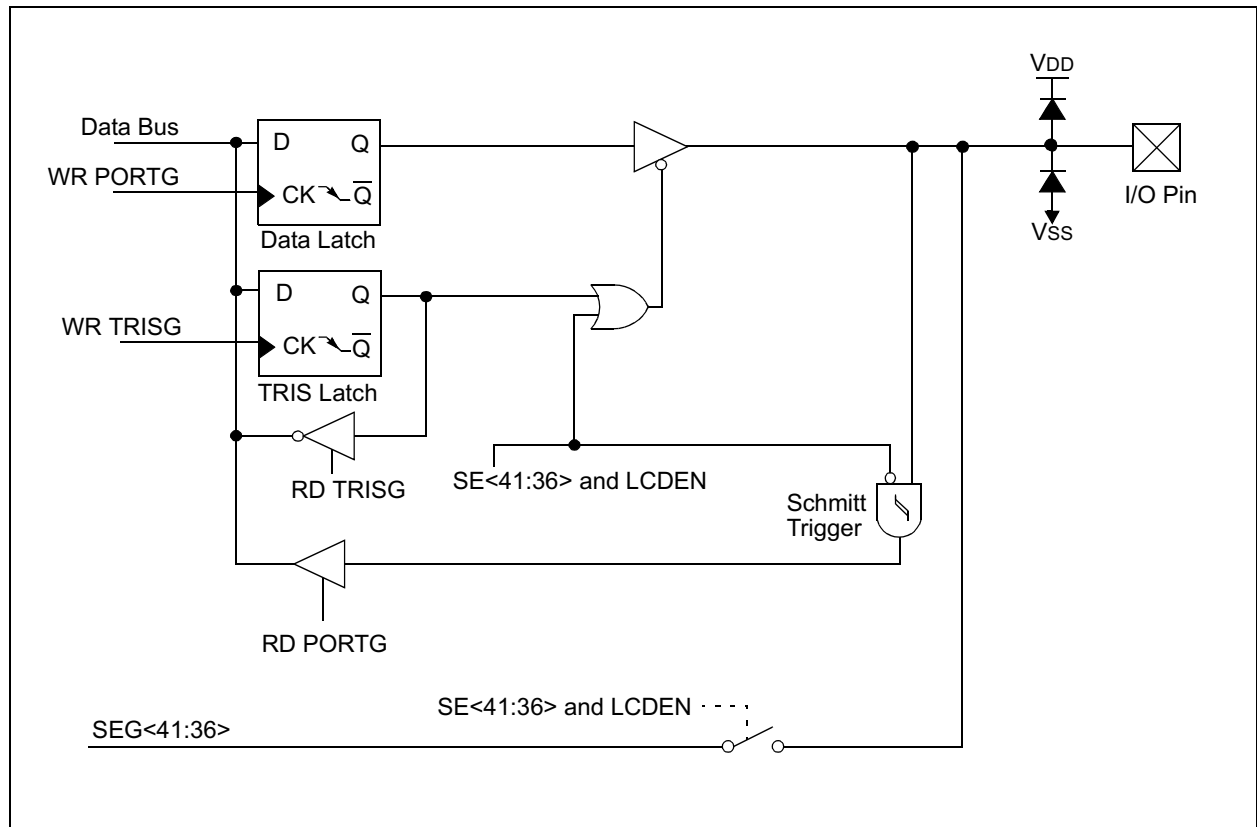 VDD
Data Bus
D Q
WR PORTG
CK Q
I/O Pin
Data Latch
VSS
D Q
WR TRISG
CK Q
TRIS Latch
RD TRISG
SE<41:36> and LCDEN
Schmitt
Trigger
RD PORTG
SE<41:36> and LCDEN
SEG<41:36>